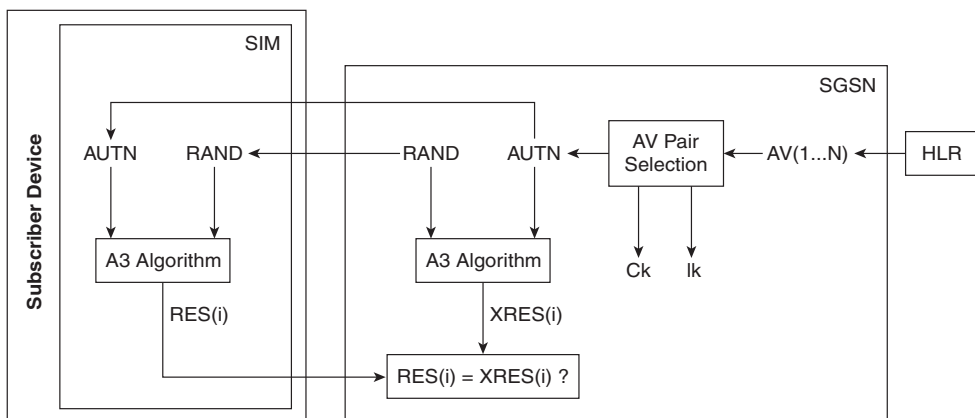 SIM
SGSN
Subscriber Device
AUTN
RAND
RAND
AUTN
AV Pair
Selection
AV(1...N)
HLR
A3 Algorithm
A3 Algorithm
Ck
Ik
RES(i)
XRES(i)
RES(i) = XRES(i) ?